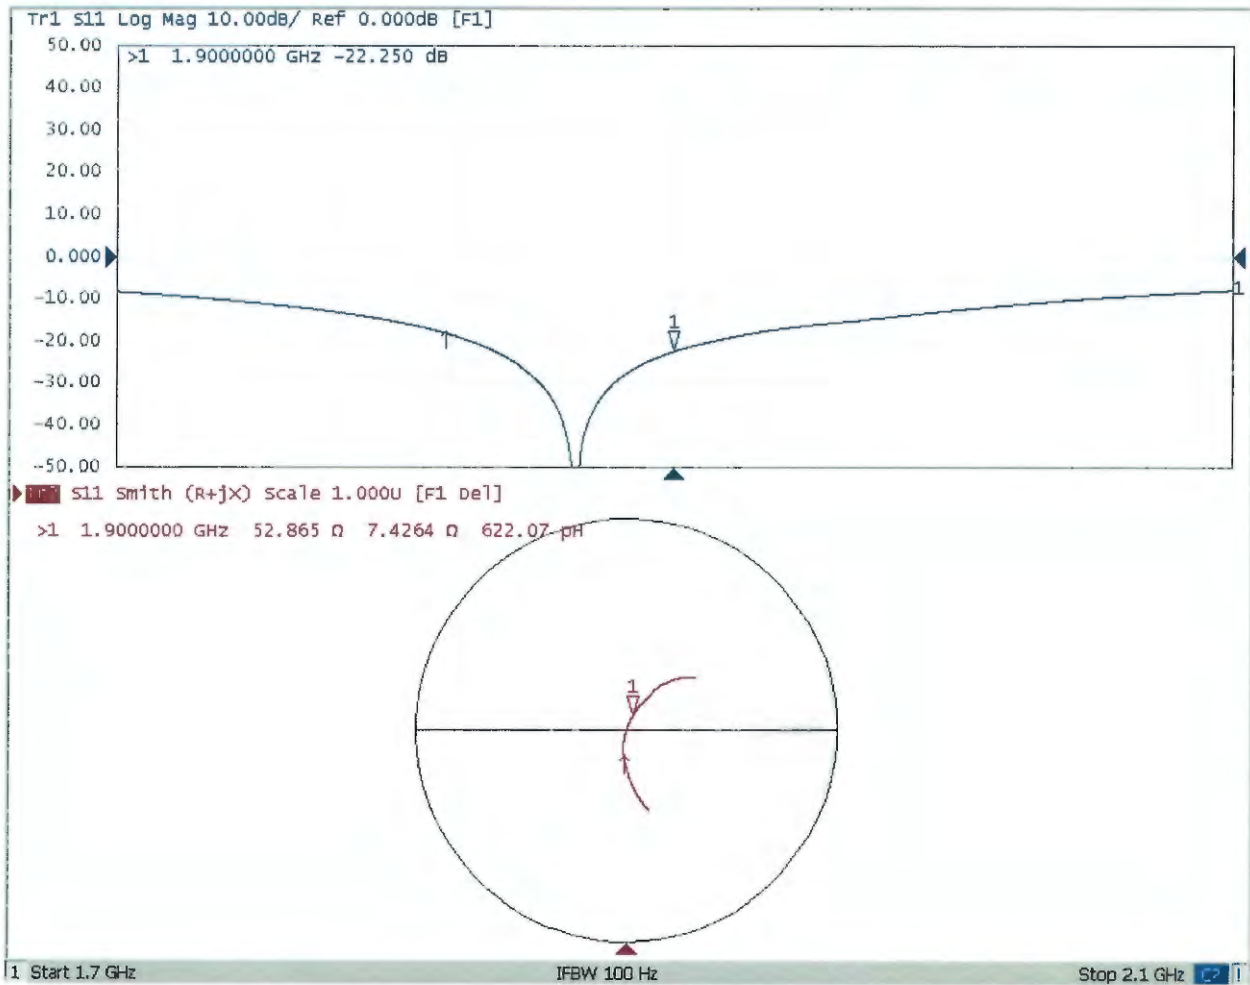 Tr1 S11 Log Mag 10.00dB/ Ref 0.000dB [F1]
50.00
>1 1.9000000 GHz -22.250 dB
40.00
30.00
20.00
10.00
0.000
-10.00
1
-20.00
1
-30.00
-40.00
-50.00
S11 Smith (R+jX) Scale 1.000U [F1 Del]
>1 1.9000000 GHz 52.865 Ω 7.4264 Ω 622.07 pH
1
1 Start 1.7 GHz IFBW 100 Hz Stop 2.1 GHz C?